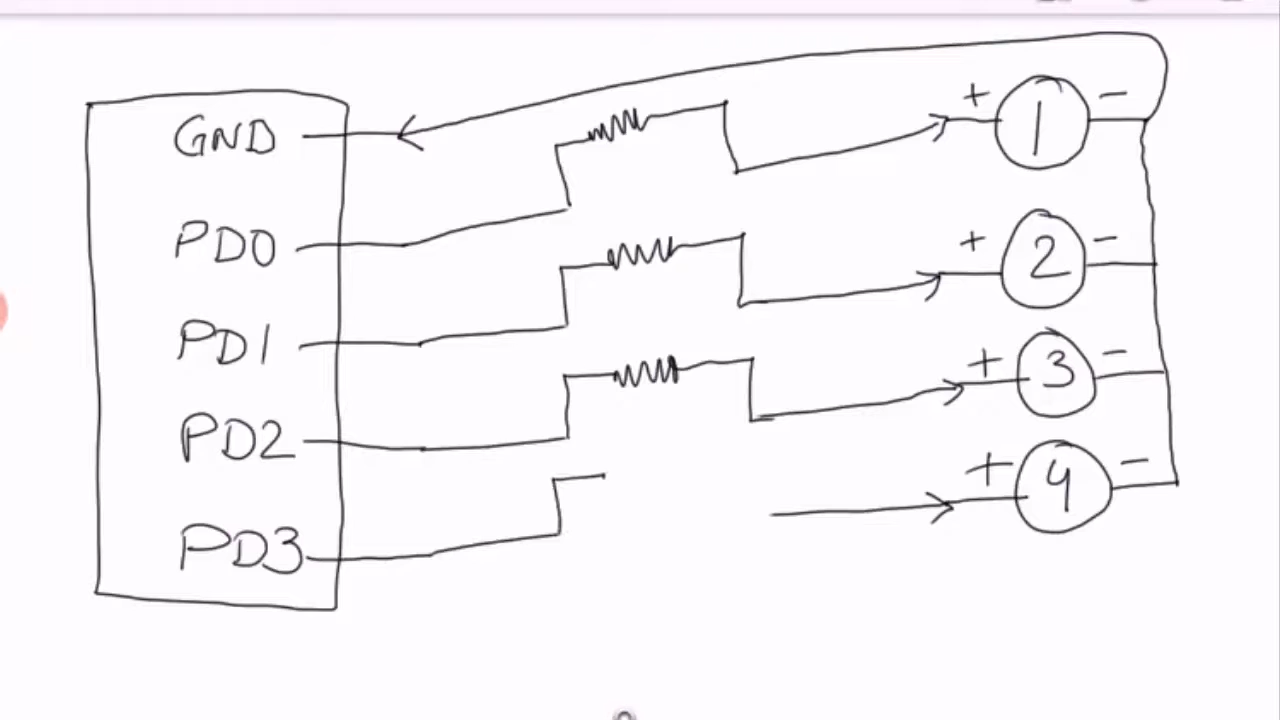 GND
PD0
PD1
PD2
PD3
+ 1 -
+ 2 -
+ 3 -
+ 4 -